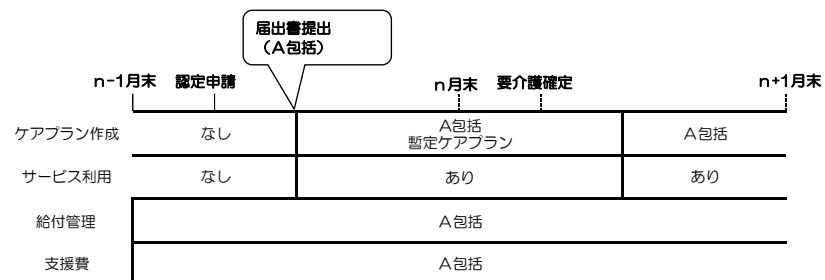 届出書提出
（A包括）
n-1月末 認定申請 n月末 要介護確定 n+1月末
ケアプラン作成 なし A包括 A包括
暫定ケアプラン
サービス利用 なし あり あり
給付管理 A包括
支援費 A包括